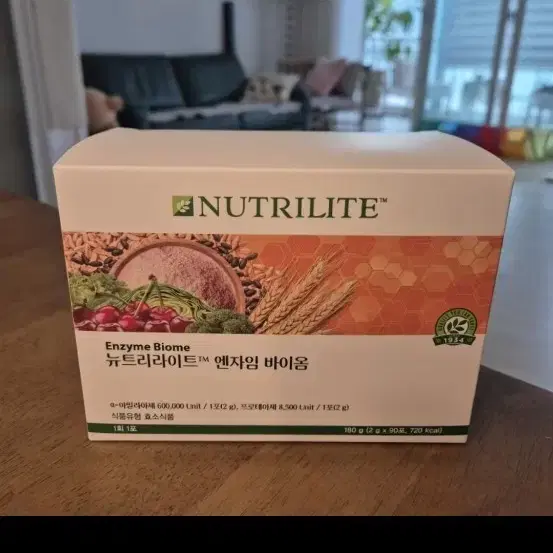 NUTRILITE™
Enzyme Biome
뉴트리라이트™ 엔자임 바이옴
α-아밀라아제 600,000 Unit / 1포(2 g), 프로테아제 8,500 Unit / 1포(2 g)
식품유형 효소식품
1회 1포
180 g (2 g x 90포, 720 kcal)
1934